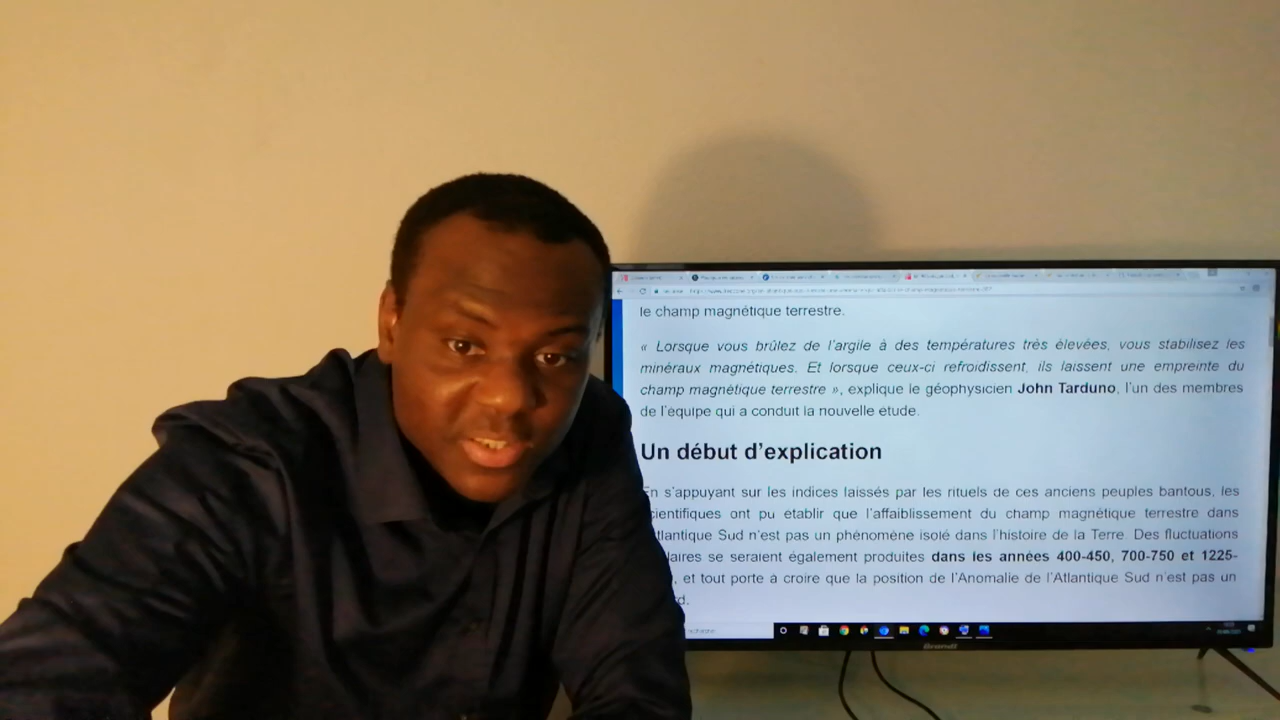 le champ magnétique terrestre.
« Lorsque vous brûlez de l'argile à des températures très élevées, vous stabilisez les
minéraux magnétiques. Et lorsque ceux-ci refroidissent, ils laissent une empreinte du
champ magnétique terrestre », explique le géophysicien John Tarduno, l'un des membres
de l'équipe qui a conduit la nouvelle étude.
Un début d'explication
En s'appuyant sur les indices laissés par les rituels de ces anciens peuples bantous, les
scientifiques ont pu établir que l'affaiblissement du champ magnétique terrestre dans
Atlantique Sud n'est pas un phénomène isolé dans l'histoire de la Terre. Des fluctuations
laires se seraient également produites dans les années 400-450, 700-750 et 1225-
, et tout porte à croire que la position de l'Anomalie de l'Atlantique Sud n'est pas un
rd.
Brandt